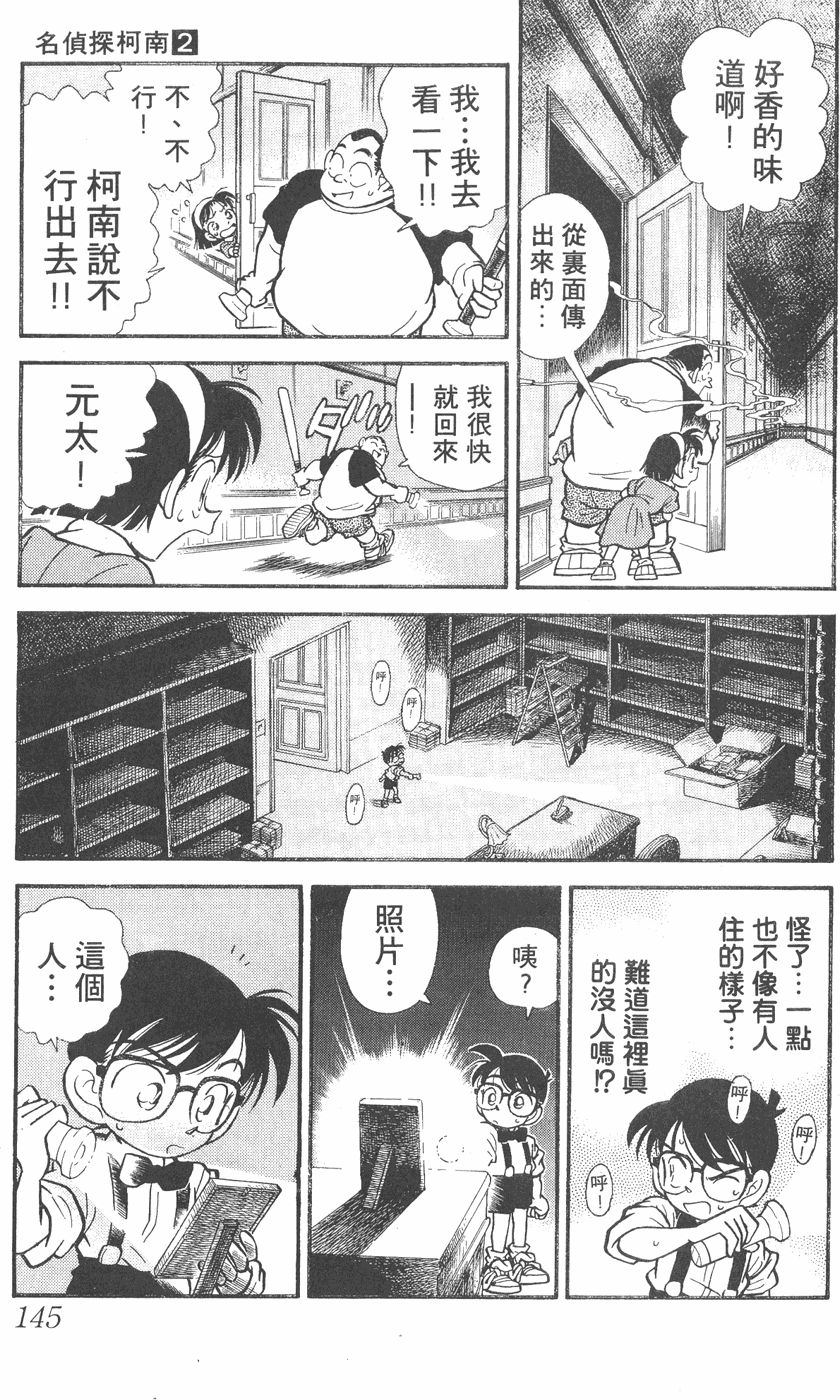 名偵探柯南2
好香的味
道啊！
從裏面傳
出來的…
我…我去
看一下!!
不、不
行！
柯南說不
行出去!!
我很快
就回來
—！
元太！
呼！
呼！
呼！
怪了…一點
也不像有人
住的樣子…
難道這裡眞
的沒人嗎!?
呼！
呼！
呼！
咦？
照片…
這個
人…
145